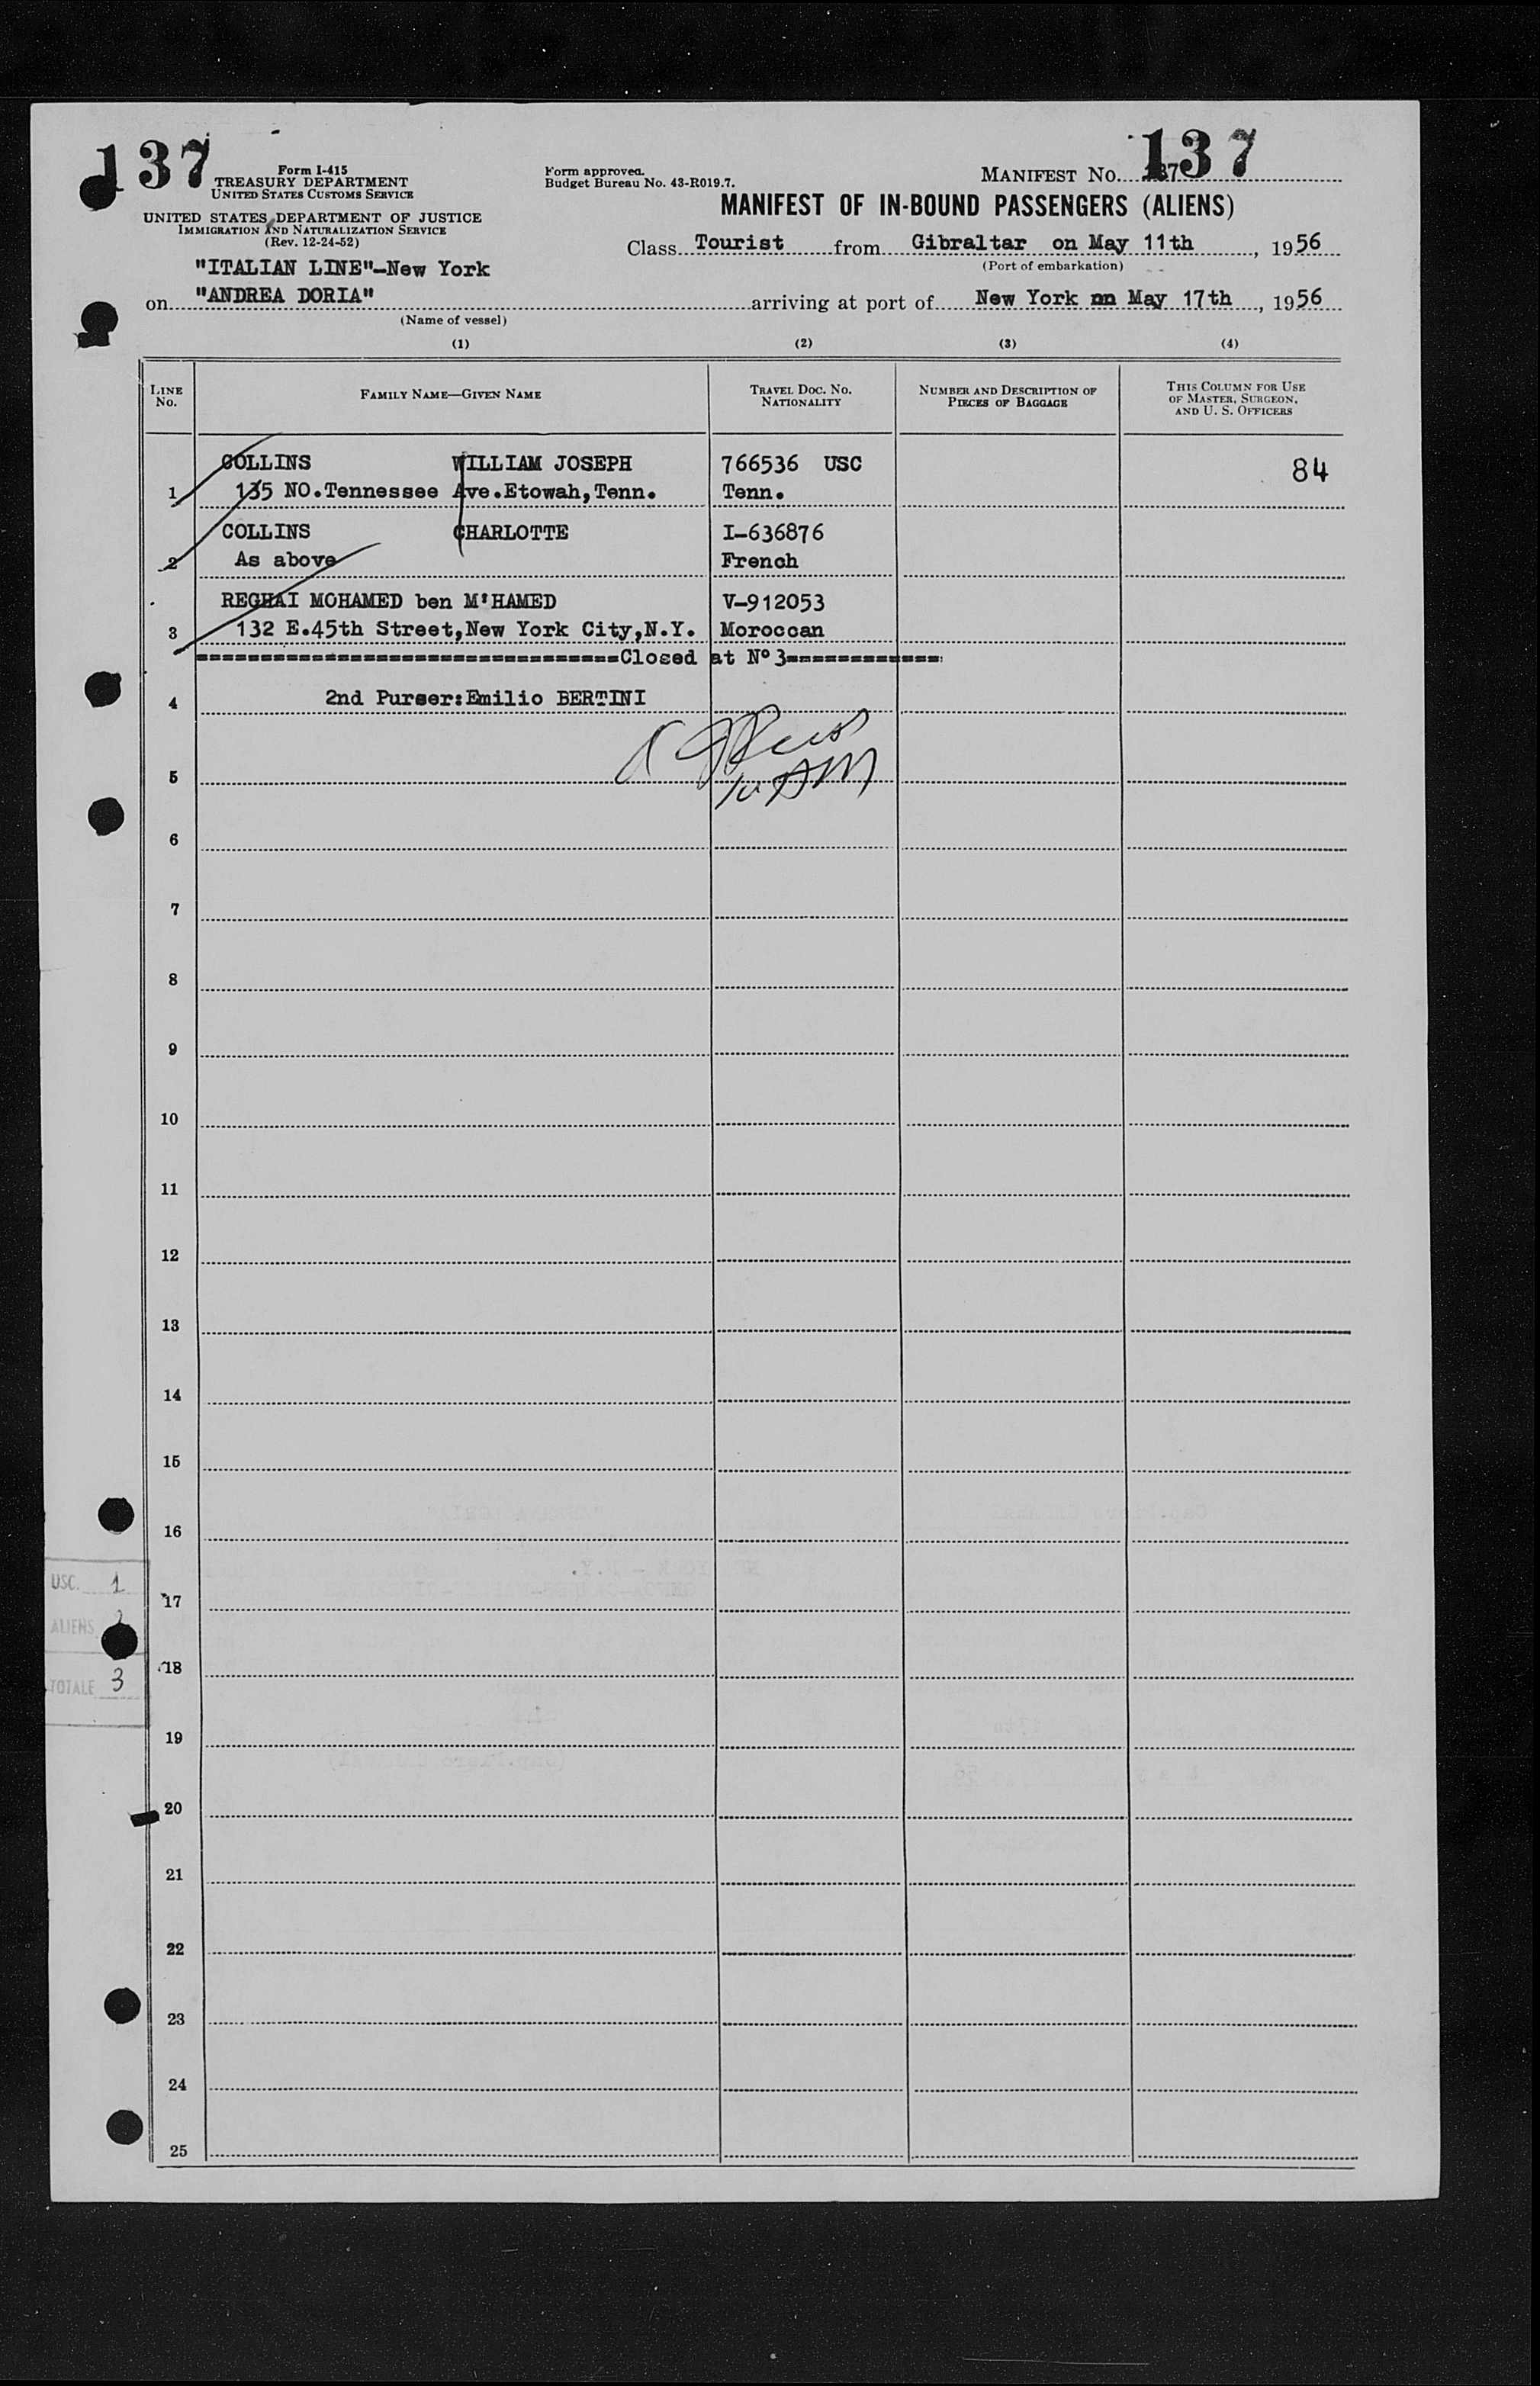 137
Form I-415
TREASURY DEPARTMENT
UNITED STATES CUSTOMS SERVICE
UNITED STATES DEPARTMENT OF JUSTICE
IMMIGRATION AND NATURALIZATION SERVICE
(Rev. 12-24-52)
Form approved.
Budget Bureau No. 43-R019.7.
MANIFEST NO. 137
MANIFEST OF IN-BOUND PASSENGERS (ALIENS)
Class Tourist from Gibraltar on May 11th, 1956
(Port of embarkation)
"ITALIAN LINE"-New York
on "ANDREA DORIA" arriving at port of New York on May 17th, 1956
(Name of vessel)
(1) (2) (3) (4)
LINE NO. FAMILY NAME—GIVEN NAME TRAVEL DOC. NO. NATIONALITY NUMBER AND DESCRIPTION OF PIECES OF BAGGAGE THIS COLUMN FOR USE OF MASTER, SURGEON, AND U. S. OFFICERS
COLLINS WILLIAM JOSEPH 766536 USC 84
1 135 NO.Tennessee Ave.Etowah,Tenn. Tenn.
COLLINS CHARLOTTE I-636876
2 As above French
REGHAI MOHAMED ben M'HAMED V-912053
3 132 E.45th Street,New York City,N.Y. Moroccan
=================================Closed at Nº3============
4 2nd Purser:Emilio BERTINI
5
6
7
8
9
10
11
12
13
14
15
16
USC. 1
17
ALIENS
18
TOTALE 3
19
20
21
22
23
24
25